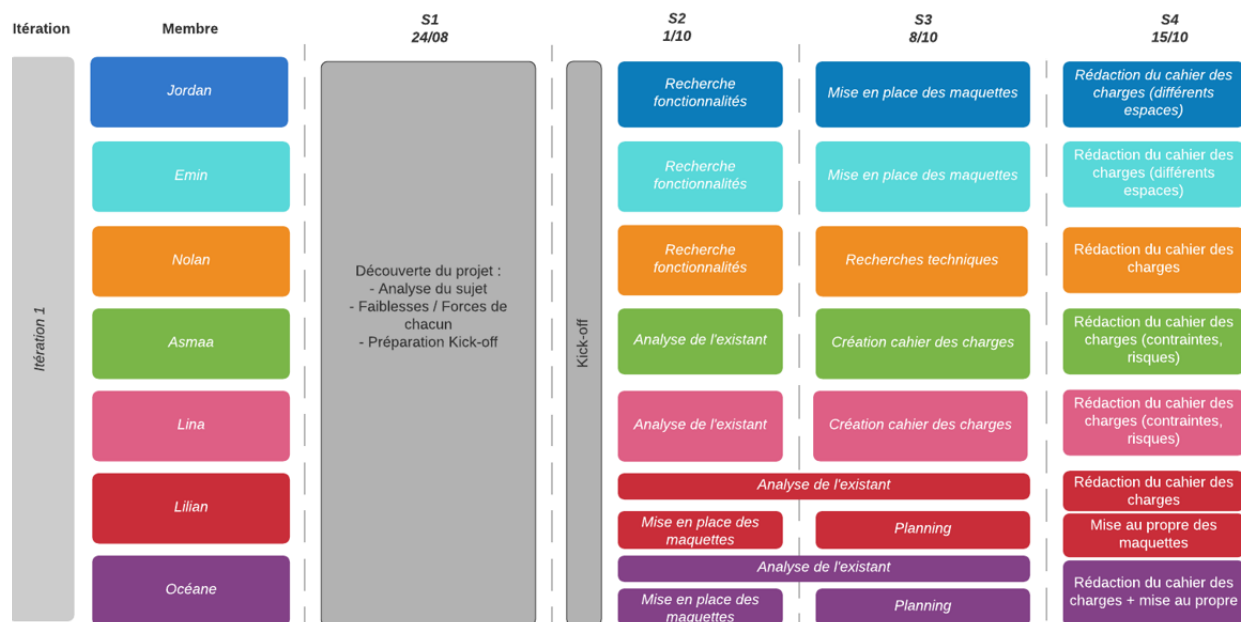 Itération
Membre
S1
24/08
S2
1/10
S3
8/10
S4
15/10
Itération 1
Découverte du projet :
- Analyse du sujet
- Faiblesses / Forces de
chacun
- Préparation Kick-off
Kick-off
Jordan
Recherche
fonctionnalités
Mise en place des maquettes
Rédaction du cahier des
charges (différents
espaces)
Emin
Recherche
fonctionnalités
Mise en place des maquettes
Rédaction du cahier des
charges (différents
espaces)
Nolan
Recherche
fonctionnalités
Recherches techniques
Rédaction du cahier des
charges
Asmaa
Analyse de l'existant
Création cahier des charges
Rédaction du cahier des
charges (contraintes,
risques)
Lina
Analyse de l'existant
Création cahier des charges
Rédaction du cahier des
charges (contraintes,
risques)
Lilian
Analyse de l'existant
Rédaction du cahier des
charges
Mise en place des
maquettes
Planning
Mise au propre des
maquettes
Océane
Analyse de l'existant
Mise en place des
maquettes
Planning
Rédaction du cahier des
charges + mise au propre